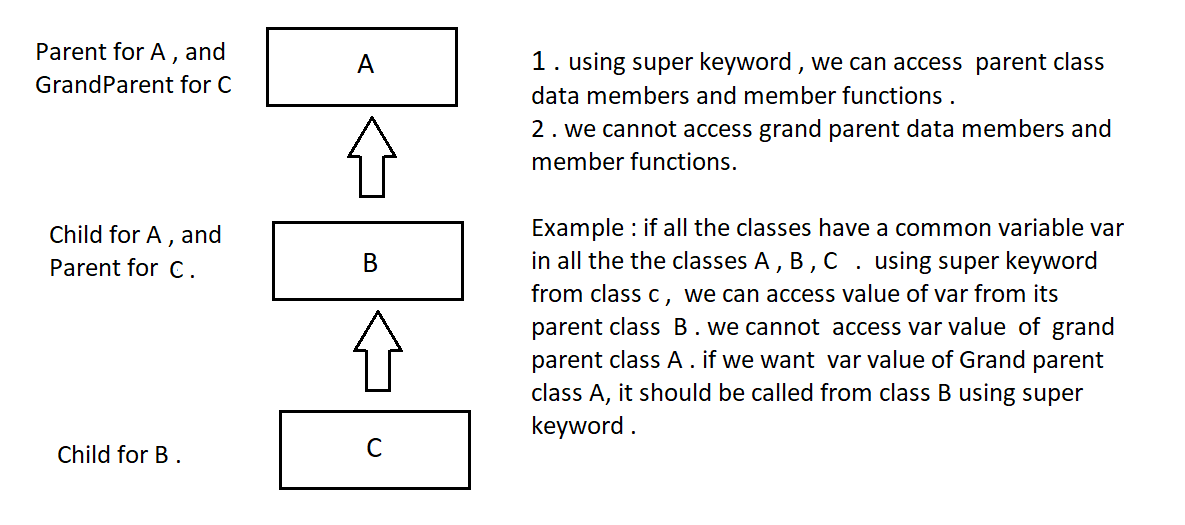 Parent for A , and
GrandParent for C
A
1 . using super keyword , we can access parent class
data members and member functions .
2 . we cannot access grand parent data members and
member functions.
Child for A , and
Parent for C .
B
Example : if all the classes have a common variable var
in all the the classes A , B , C . using super keyword
from class c , we can access value of var from its
parent class B . we cannot access var value of grand
parent class A . if we want var value of Grand parent
class A, it should be called from class B using super
keyword .
Child for B .
C